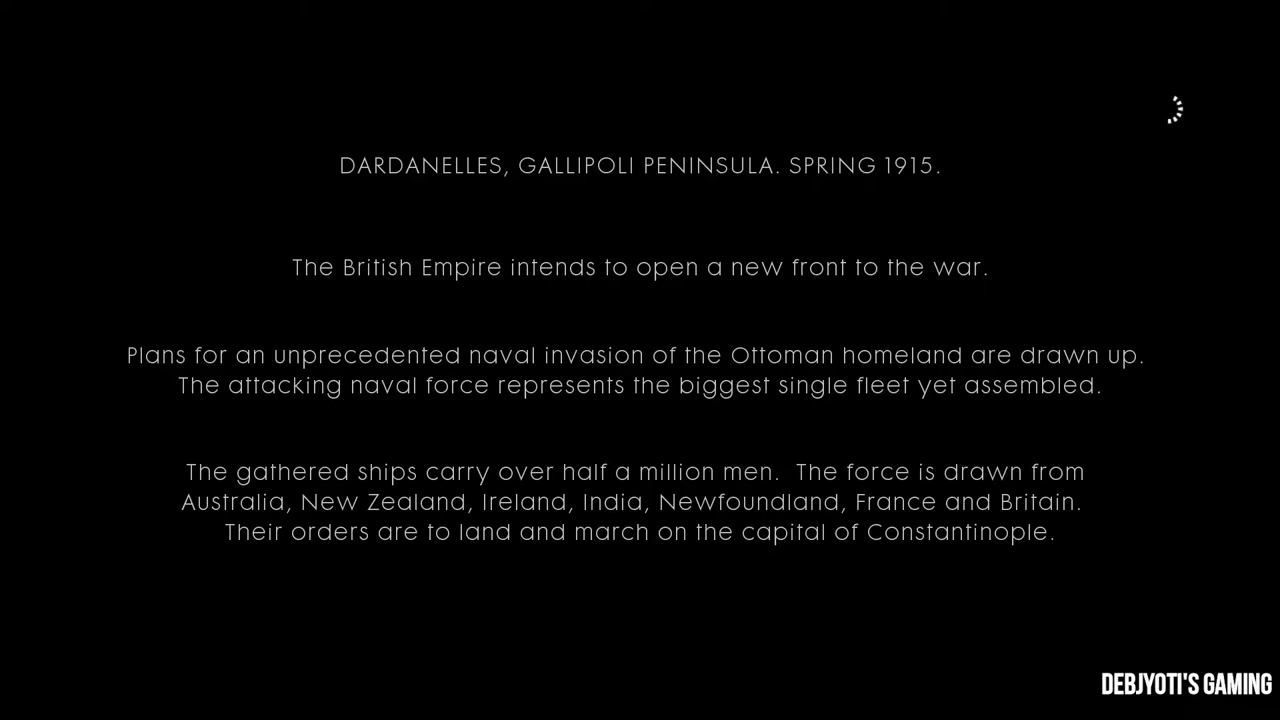 DARDANELLES, GALLIPOLI PENINSULA. SPRING 1915.
The British Empire intends to open a new front to the war.
Plans for an unprecedented naval invasion of the Ottoman homeland are drawn up.
The attacking naval force represents the biggest single fleet yet assembled.
The gathered ships carry over half a million men. The force is drawn from
Australia, New Zealand, Ireland, India, Newfoundland, France and Britain.
Their orders are to land and march on the capital of Constantinople.
DEBJYOTI'S GAMING